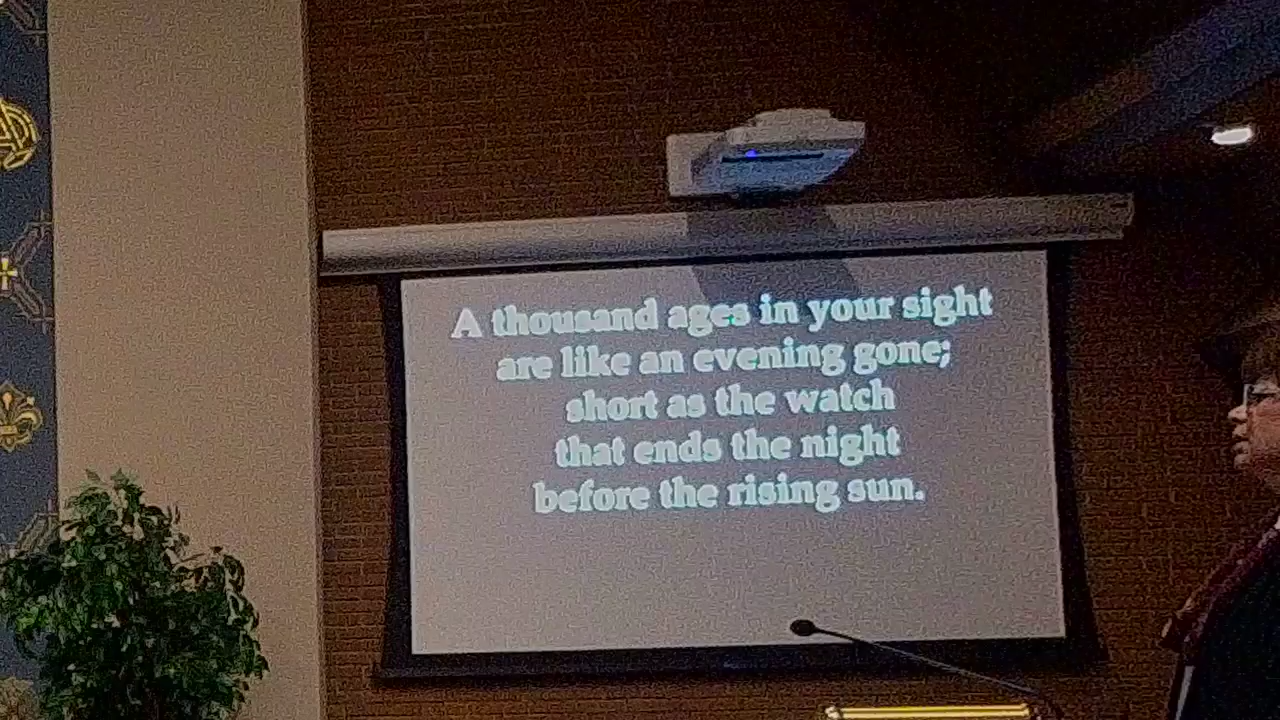 A thousand ages in your sight
are like an evening gone;
short as the watch
that ends the night
before the rising sun.